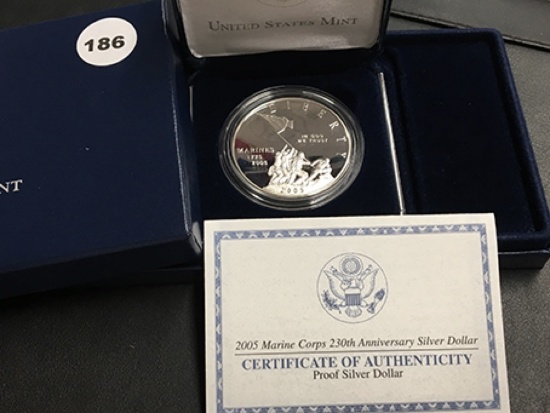 186
UNITED STATES MINT
LIBERTY
IN GOD
WE TRUST
MARINES
1775
2005
2005
NT
2005 Marine Corps 230th Anniversary Silver Dollar
CERTIFICATE OF AUTHENTICITY
Proof Silver Dollar